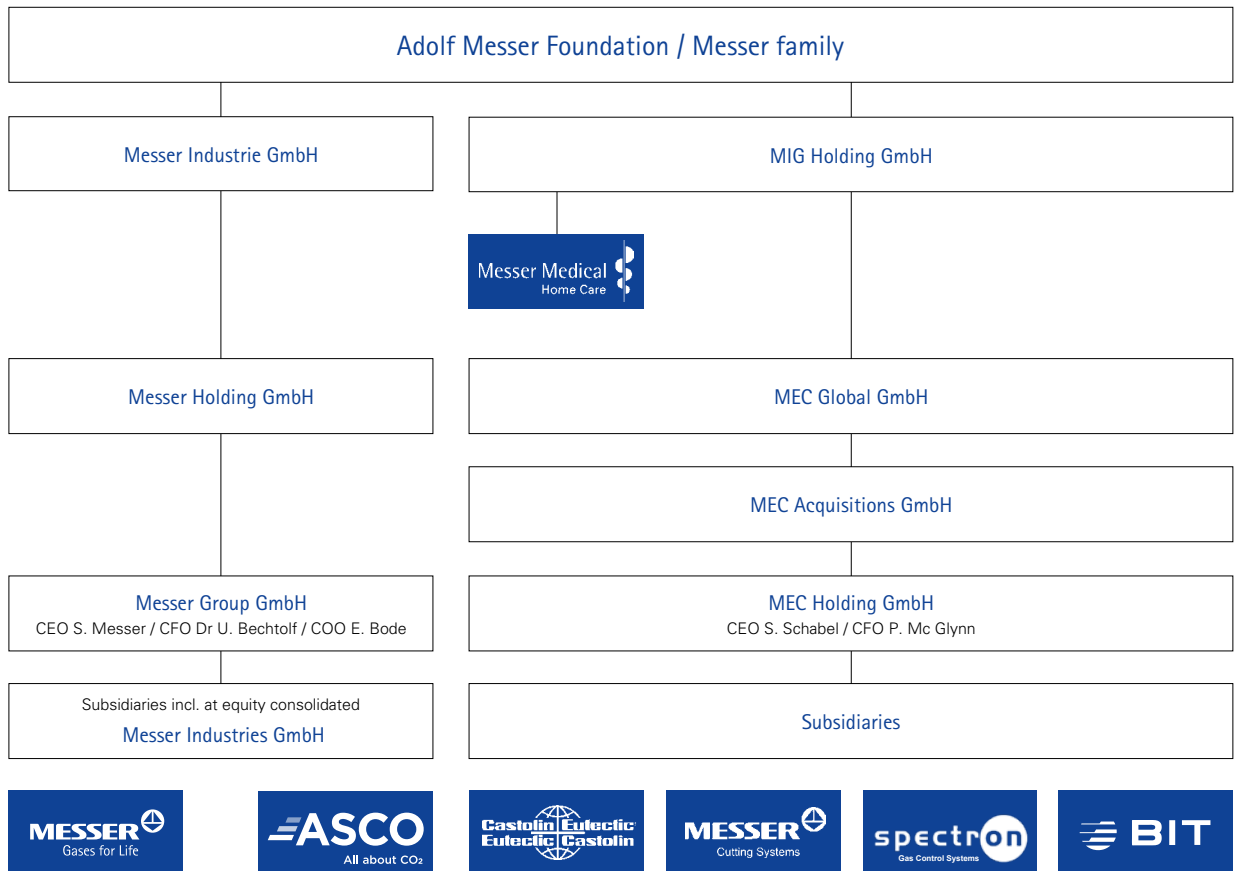 Adolf Messer Foundation / Messer family
Messer Industrie GmbH
MIG Holding GmbH
Messer Medical
Home Care
Messer Holding GmbH
MEC Global GmbH
MEC Acquisitions GmbH
Messer Group GmbH
CEO S. Messer / CFO Dr U. Bechtolf / COO E. Bode
MEC Holding GmbH
CEO S. Schabel / CFO P. Mc Glynn
Subsidiaries incl. at equity consolidated
Messer Industries GmbH
Subsidiaries
MESSER
Gases for Life
ASCO
All about CO₂
Castolin Eutectic
Eutectic Castolin
MESSER
Cutting Systems
spectron
Gas Control Systems
BIT